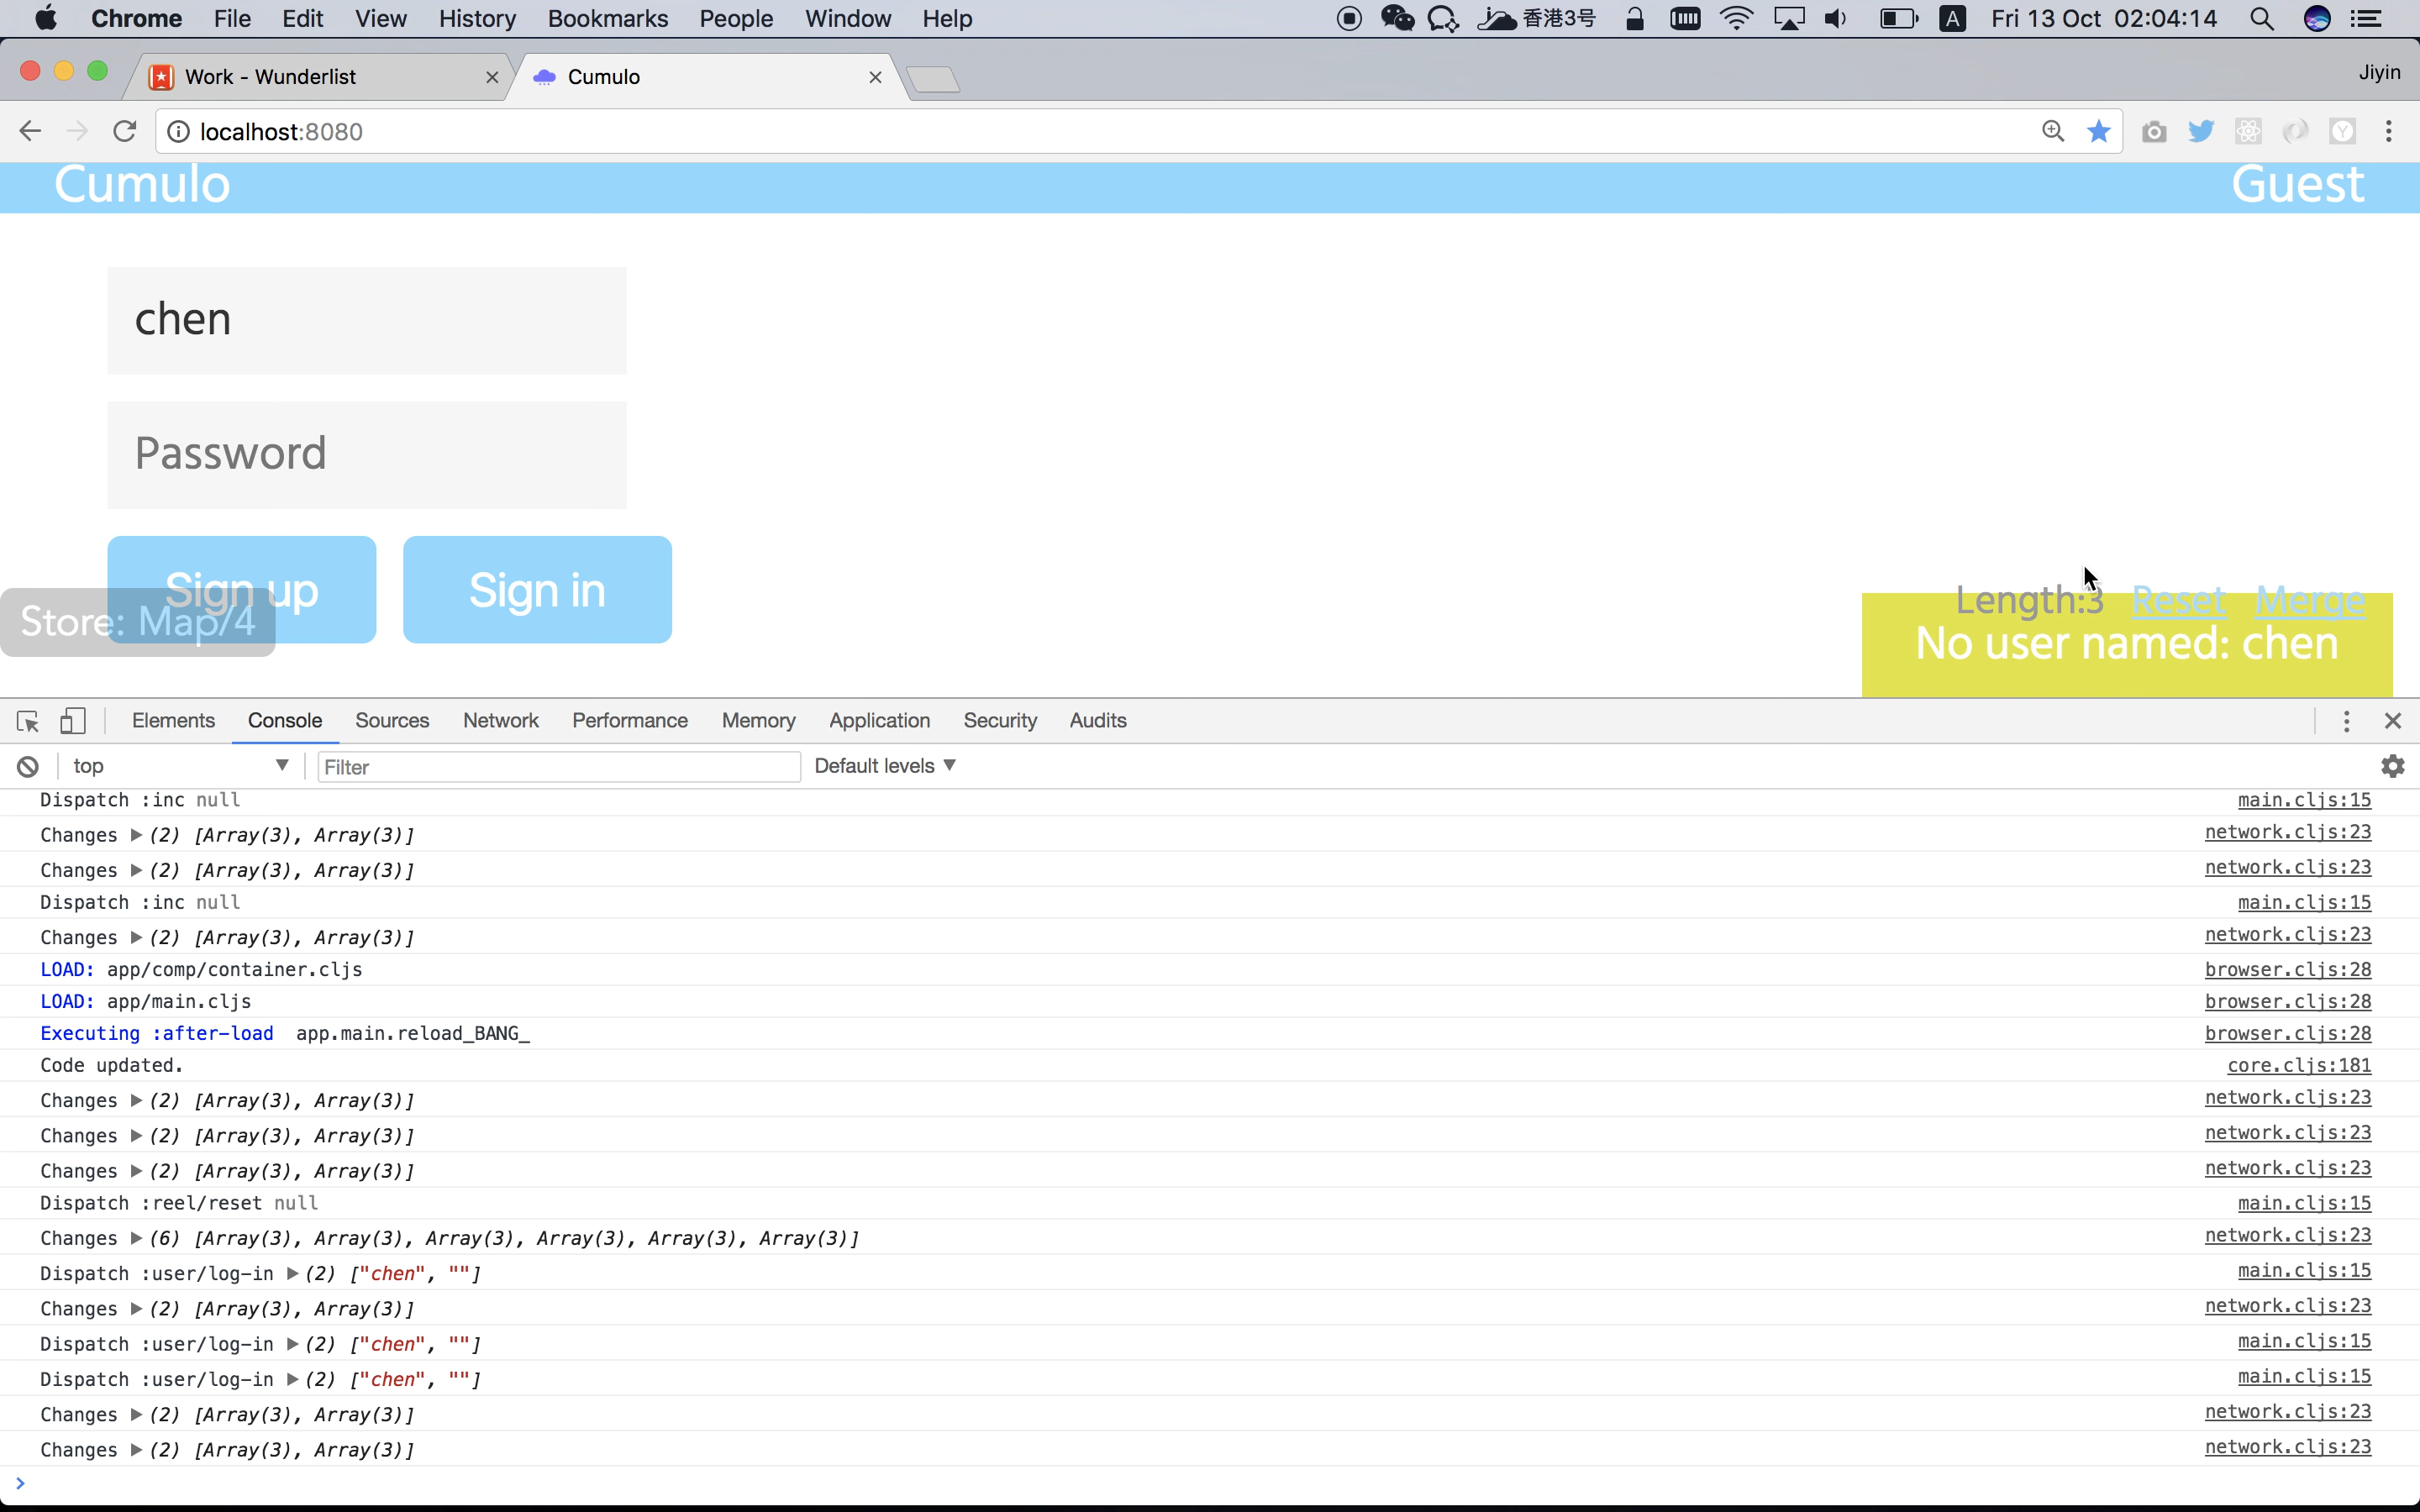 Chrome File Edit View History Bookmarks People Window Help 香港3号 A Fri 13 Oct 02:04:14
Work - Wunderlist Cumulo Jiyin
localhost:8080
Cumulo Guest
chen
Password
Sign up Sign in
Store: Map/4
Length:3 Reset Merge
No user named: chen
Elements Console Sources Network Performance Memory Application Security Audits
top Filter Default levels
Dispatch :inc null main.cljs:15
Changes (2) [Array(3), Array(3)] network.cljs:23
Changes (2) [Array(3), Array(3)] network.cljs:23
Dispatch :inc null main.cljs:15
Changes (2) [Array(3), Array(3)] network.cljs:23
LOAD: app/comp/container.cljs browser.cljs:28
LOAD: app/main.cljs browser.cljs:28
Executing :after-load app.main.reload_BANG_ browser.cljs:28
Code updated. core.cljs:181
Changes (2) [Array(3), Array(3)] network.cljs:23
Changes (2) [Array(3), Array(3)] network.cljs:23
Changes (2) [Array(3), Array(3)] network.cljs:23
Dispatch :reel/reset null main.cljs:15
Changes (6) [Array(3), Array(3), Array(3), Array(3), Array(3), Array(3)] network.cljs:23
Dispatch :user/log-in (2) ["chen", ""] main.cljs:15
Changes (2) [Array(3), Array(3)] network.cljs:23
Dispatch :user/log-in (2) ["chen", ""] main.cljs:15
Dispatch :user/log-in (2) ["chen", ""] main.cljs:15
Changes (2) [Array(3), Array(3)] network.cljs:23
Changes (2) [Array(3), Array(3)] network.cljs:23